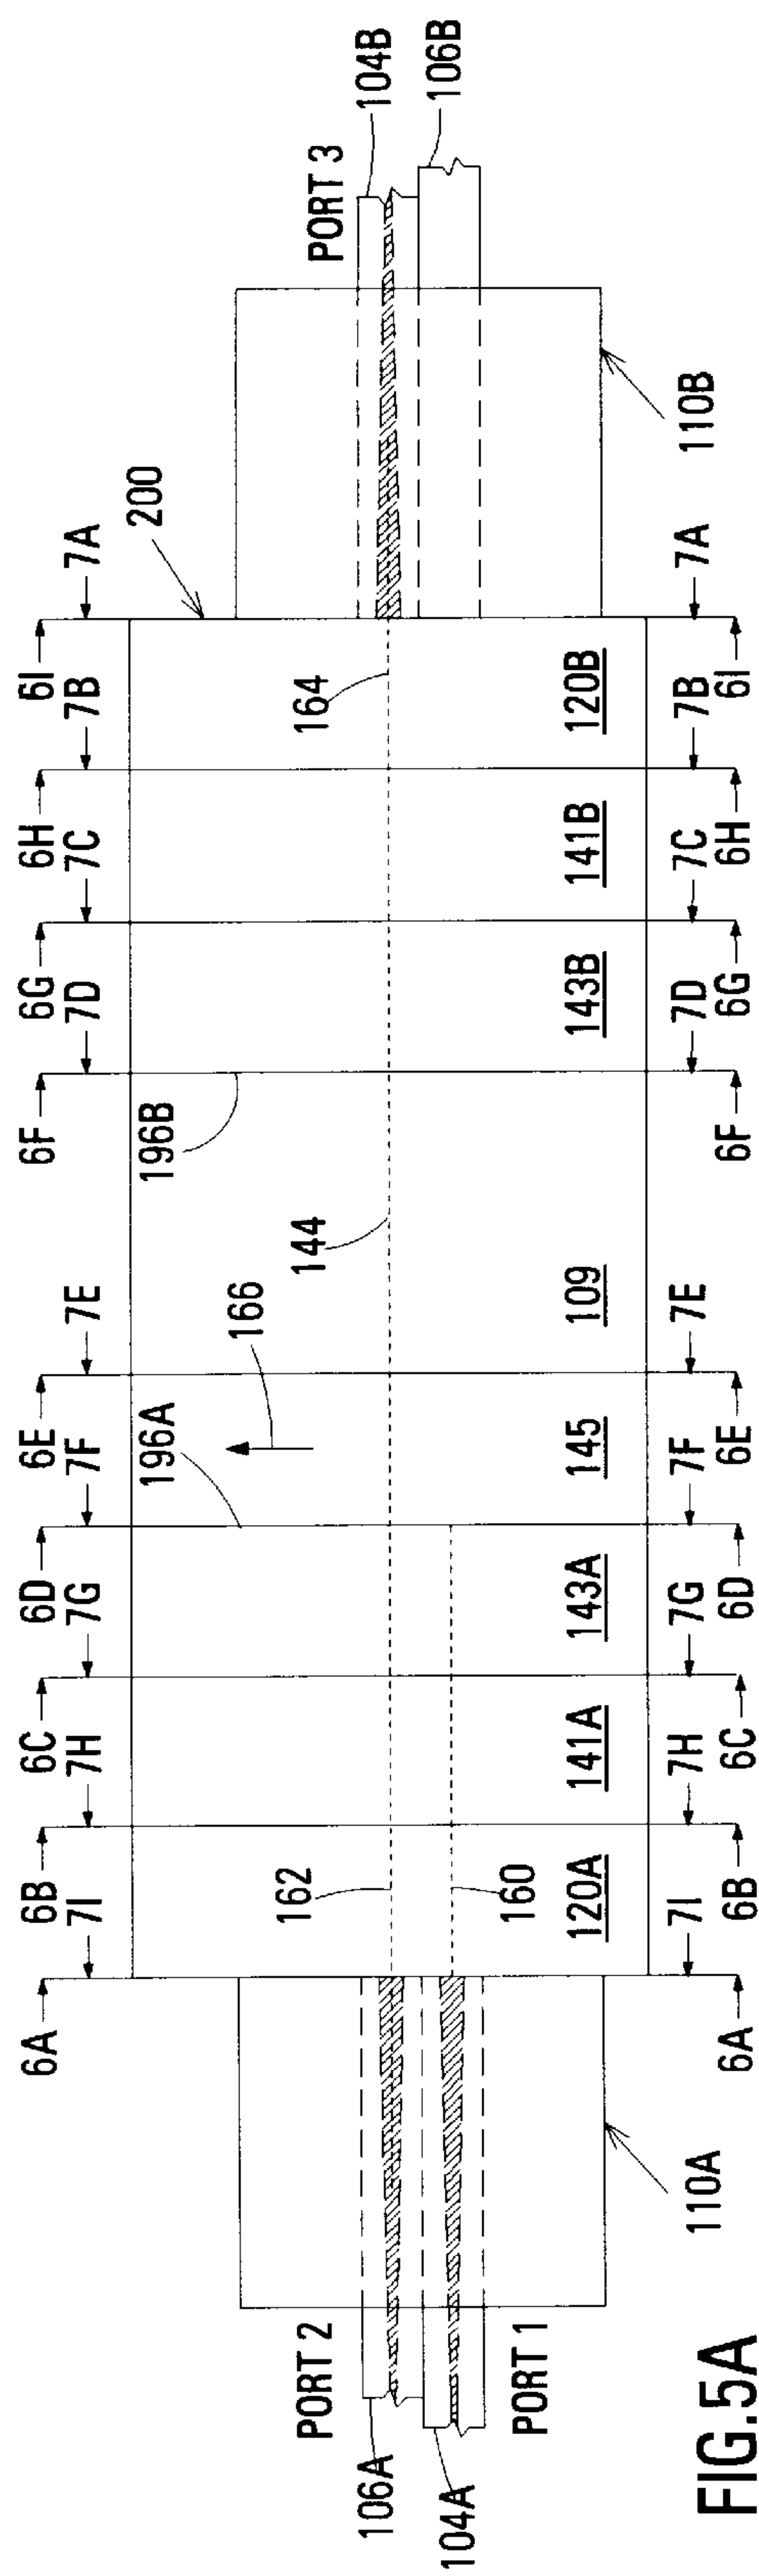 104B
106B
PORT 3
110B
200
7A
7A
6I
7B
164
120B
7B
6I
6H
7C
141B
7C
6H
6G
7D
143B
7D
6G
6F
196B
6F
144
109
7E
166
7E
6E
7F
196A
145
7F
6E
6D
7G
143A
7G
6D
6C
7H
141A
7H
6C
6B
7I
162
160
120A
7I
6B
6A
6A
110A
PORT 2
PORT 1
106A
104A
FIG.5A